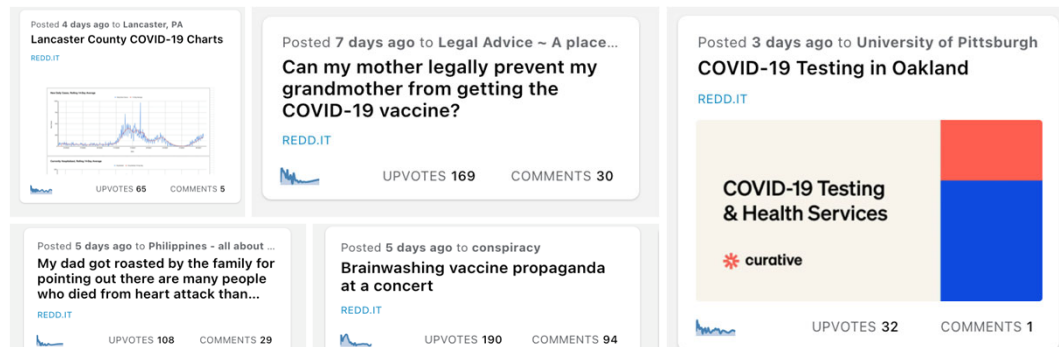 Posted 4 days ago to Lancaster, PA
Lancaster County COVID-19 Charts
REDD.IT
UPVOTES 65 COMMENTS 5
Posted 7 days ago to Legal Advice ~ A place...
Can my mother legally prevent my
grandmother from getting the
COVID-19 vaccine?
REDD.IT
UPVOTES 169 COMMENTS 30
Posted 3 days ago to University of Pittsburgh
COVID-19 Testing in Oakland
REDD.IT
COVID-19 Testing
& Health Services
curative
UPVOTES 32 COMMENTS 1
Posted 5 days ago to Philippines - all about ...
My dad got roasted by the family for
pointing out there are many people
who died from heart attack than...
REDD.IT
UPVOTES 108 COMMENTS 29
Posted 5 days ago to conspiracy
Brainwashing vaccine propaganda
at a concert
REDD.IT
UPVOTES 190 COMMENTS 94